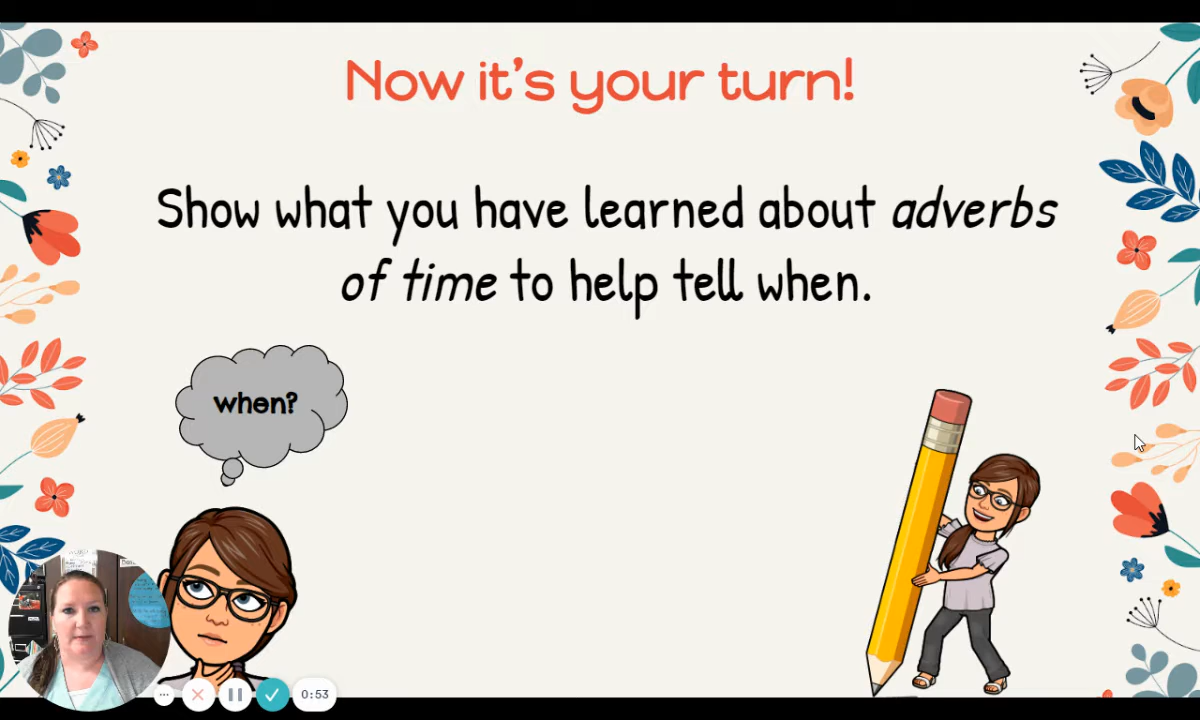 Now it's your turn!
Show what you have learned about adverbs
of time to help tell when.
when?
0:53